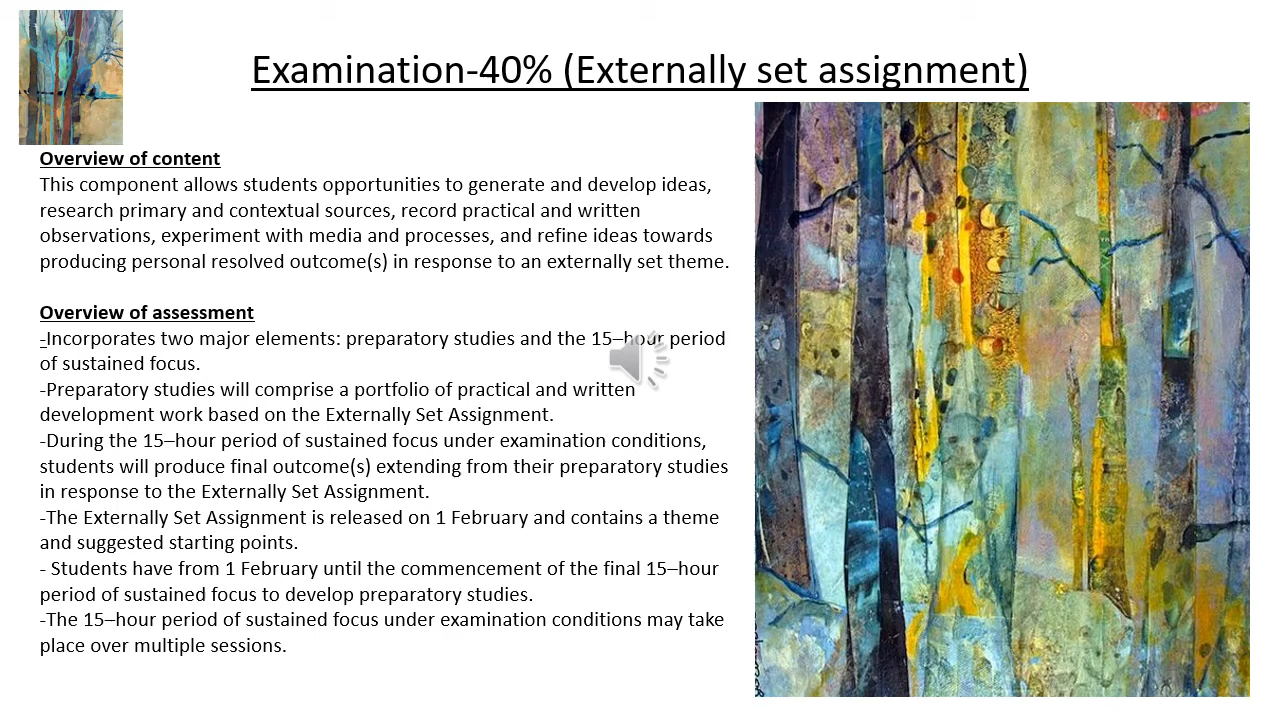 Examination-40% (Externally set assignment)
Overview of content
This component allows students opportunities to generate and develop ideas,
research primary and contextual sources, record practical and written
observations, experiment with media and processes, and refine ideas towards
producing personal resolved outcome(s) in response to an externally set theme.
Overview of assessment
-Incorporates two major elements: preparatory studies and the 15–hour period
of sustained focus.
-Preparatory studies will comprise a portfolio of practical and written
development work based on the Externally Set Assignment.
-During the 15–hour period of sustained focus under examination conditions,
students will produce final outcome(s) extending from their preparatory studies
in response to the Externally Set Assignment.
-The Externally Set Assignment is released on 1 February and contains a theme
and suggested starting points.
- Students have from 1 February until the commencement of the final 15–hour
period of sustained focus to develop preparatory studies.
-The 15–hour period of sustained focus under examination conditions may take
place over multiple sessions.